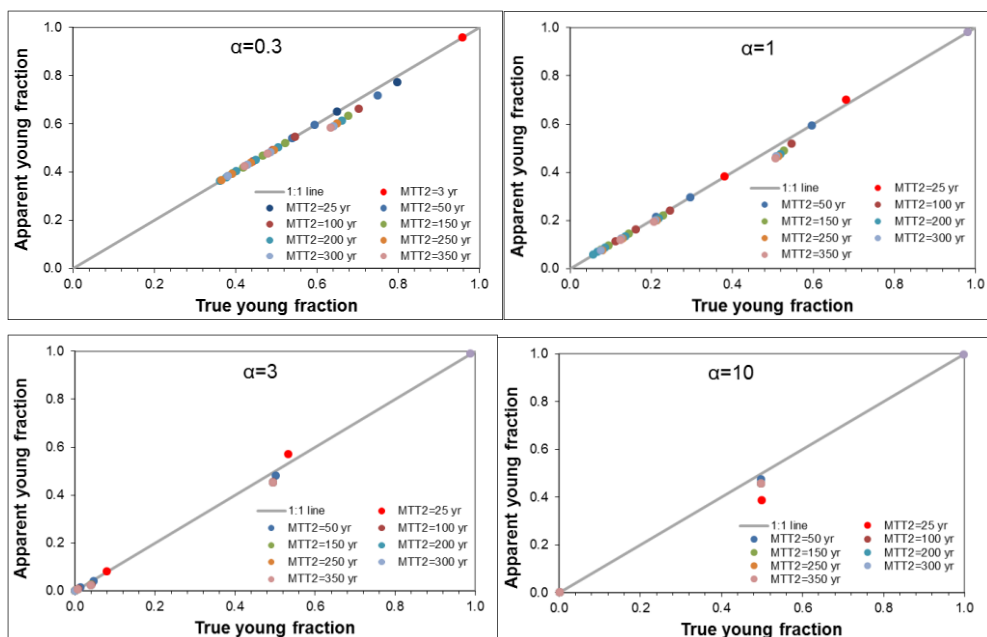 α=0.3
Apparent young fraction
1.0
0.8
0.6
0.4
0.2
0.0
1:1 line
MTT2=3 yr
MTT2=25 yr
MTT2=50 yr
MTT2=100 yr
MTT2=150 yr
MTT2=200 yr
MTT2=250 yr
MTT2=300 yr
MTT2=350 yr
0.0 0.2 0.4 0.6 0.8 1.0
True young fraction
α=1
Apparent young fraction
1.0
0.8
0.6
0.4
0.2
0.0
1:1 line
MTT2=25 yr
MTT2=50 yr
MTT2=100 yr
MTT2=150 yr
MTT2=200 yr
MTT2=250 yr
MTT2=300 yr
MTT2=350 yr
0.0 0.2 0.4 0.6 0.8 1.0
True young fraction
α=3
Apparent young fraction
1.0
0.8
0.6
0.4
0.2
0.0
1:1 line
MTT2=25 yr
MTT2=50 yr
MTT2=100 yr
MTT2=150 yr
MTT2=200 yr
MTT2=250 yr
MTT2=300 yr
MTT2=350 yr
0.0 0.2 0.4 0.6 0.8 1.0
True young fraction
α=10
Apparent young fraction
1.0
0.8
0.6
0.4
0.2
0.0
1:1 line
MTT2=25 yr
MTT2=50 yr
MTT2=100 yr
MTT2=150 yr
MTT2=200 yr
MTT2=250 yr
MTT2=300 yr
MTT2=350 yr
0.0 0.2 0.4 0.6 0.8 1.0
True young fraction